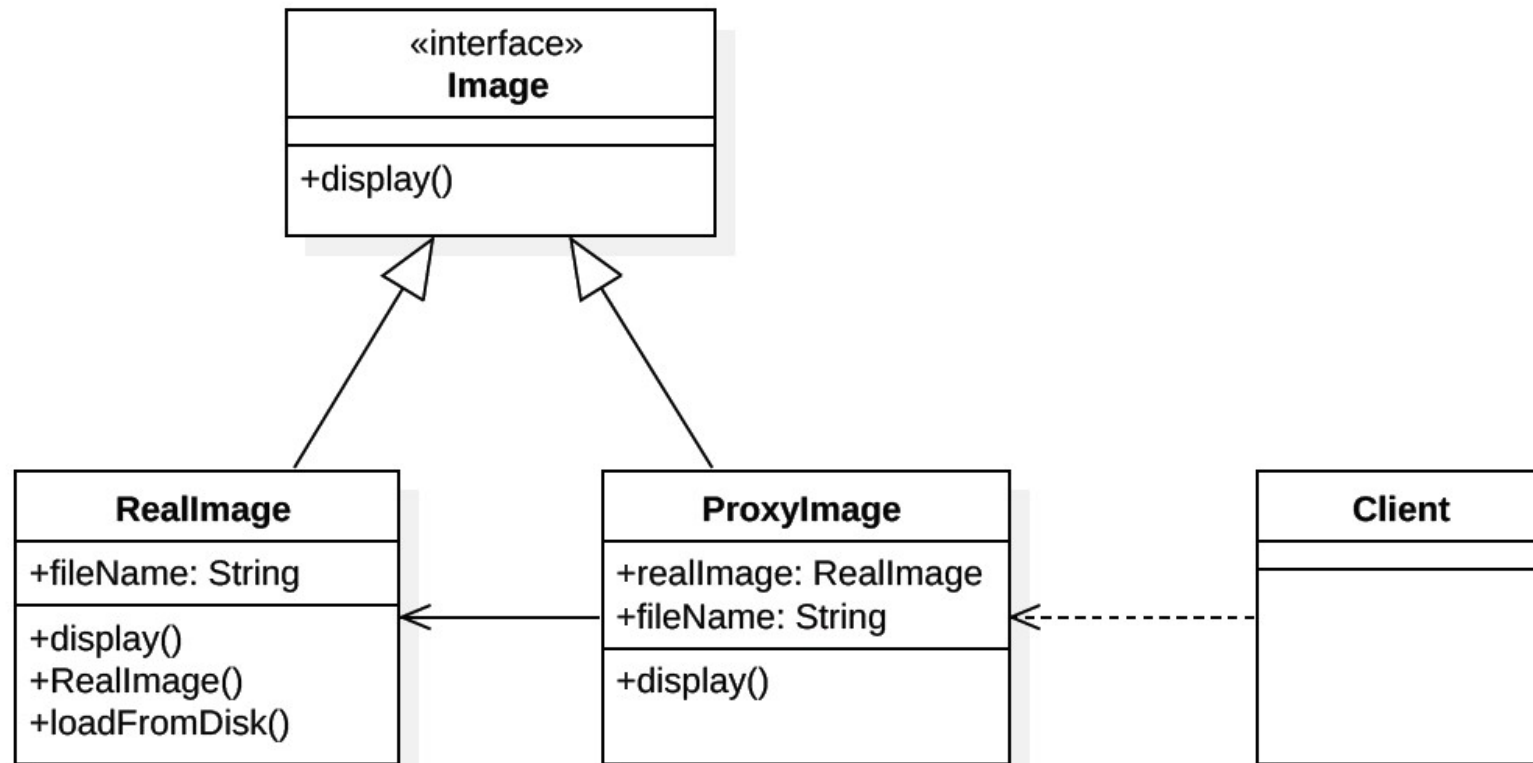 «interface»
Image
+display()
RealImage
+fileName: String
+display()
+RealImage()
+loadFromDisk()
ProxyImage
+realImage: RealImage
+fileName: String
+display()
Client